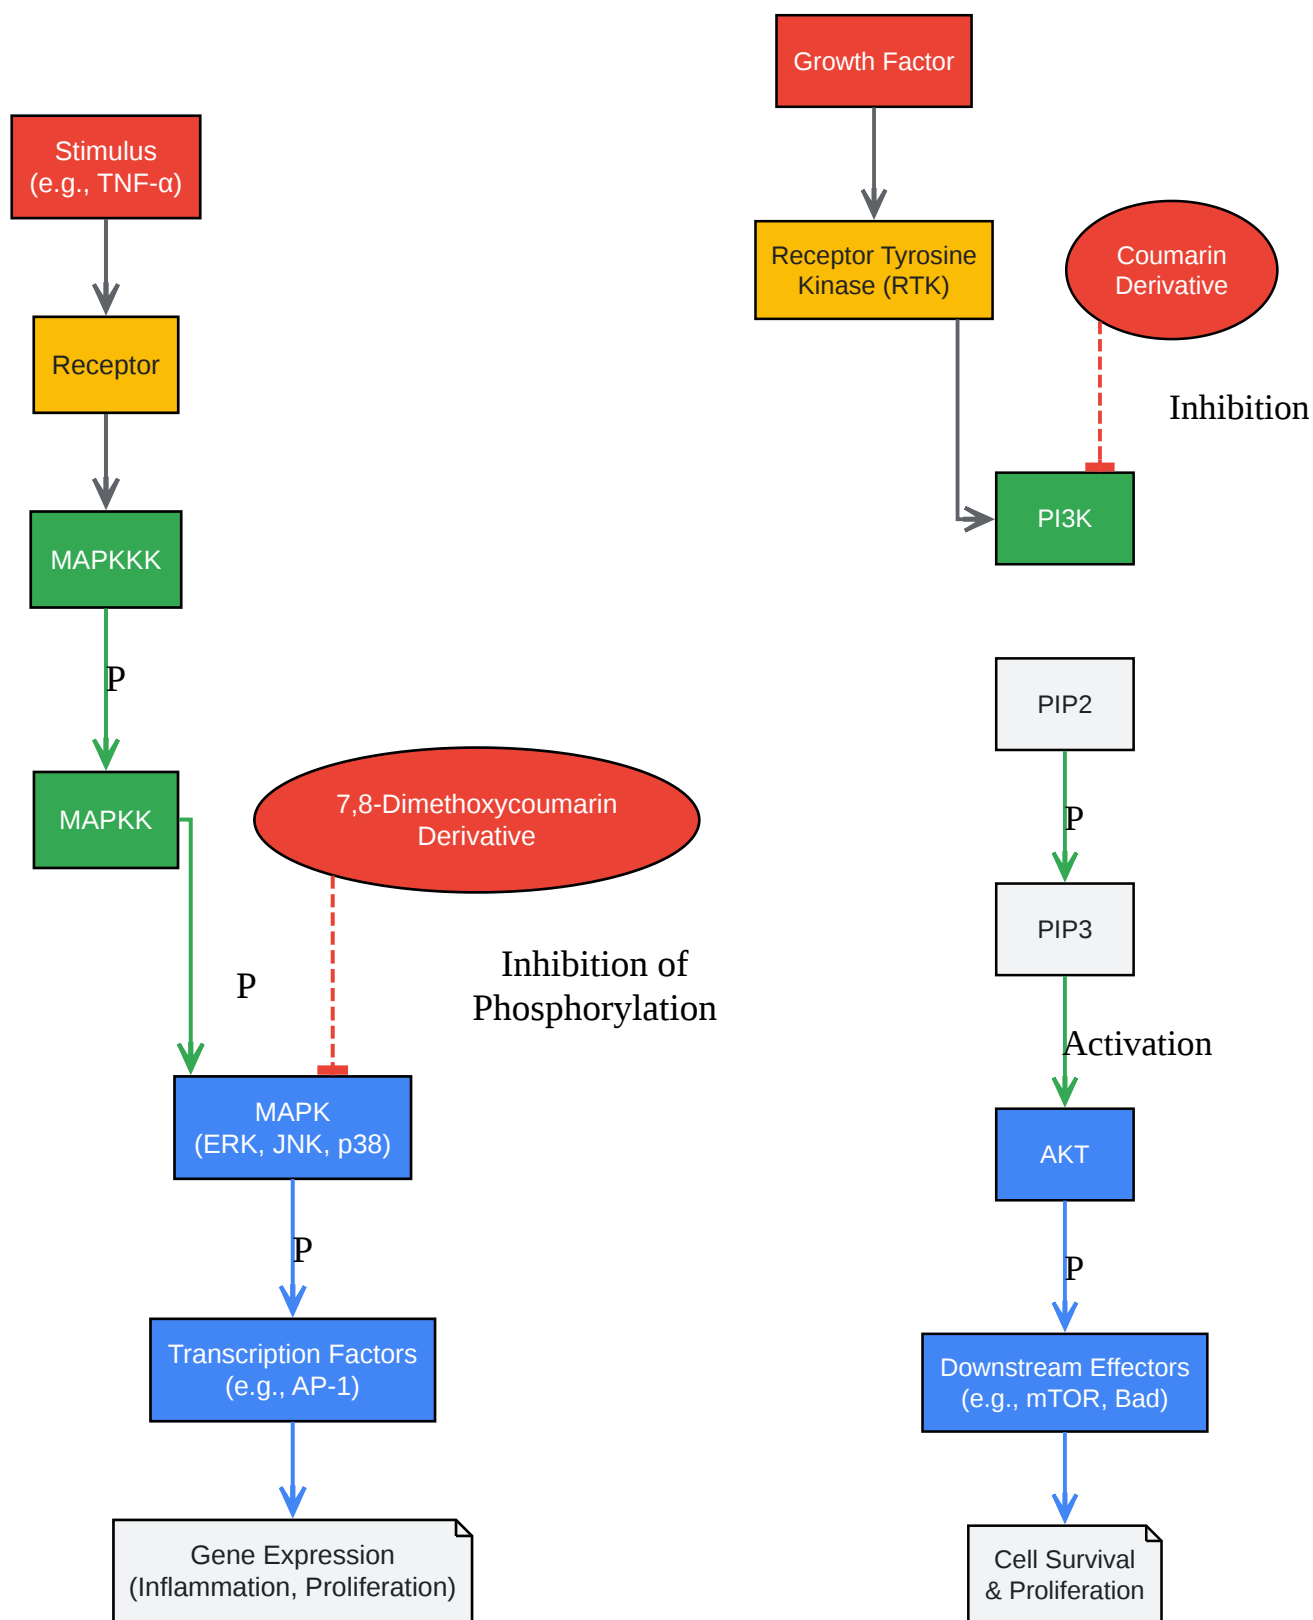 Stimulus
(e.g., TNF-α)
Receptor
MAPKKK
P
MAPKK
7,8-Dimethoxycoumarin
Derivative
P
Inhibition of
Phosphorylation
MAPK
(ERK, JNK, p38)
P
Transcription Factors
(e.g., AP-1)
Gene Expression
(Inflammation, Proliferation)
Growth Factor
Receptor Tyrosine
Kinase (RTK)
Coumarin
Derivative
Inhibition
PI3K
PIP2
P
PIP3
Activation
AKT
P
Downstream Effectors
(e.g., mTOR, Bad)
Cell Survival
& Proliferation